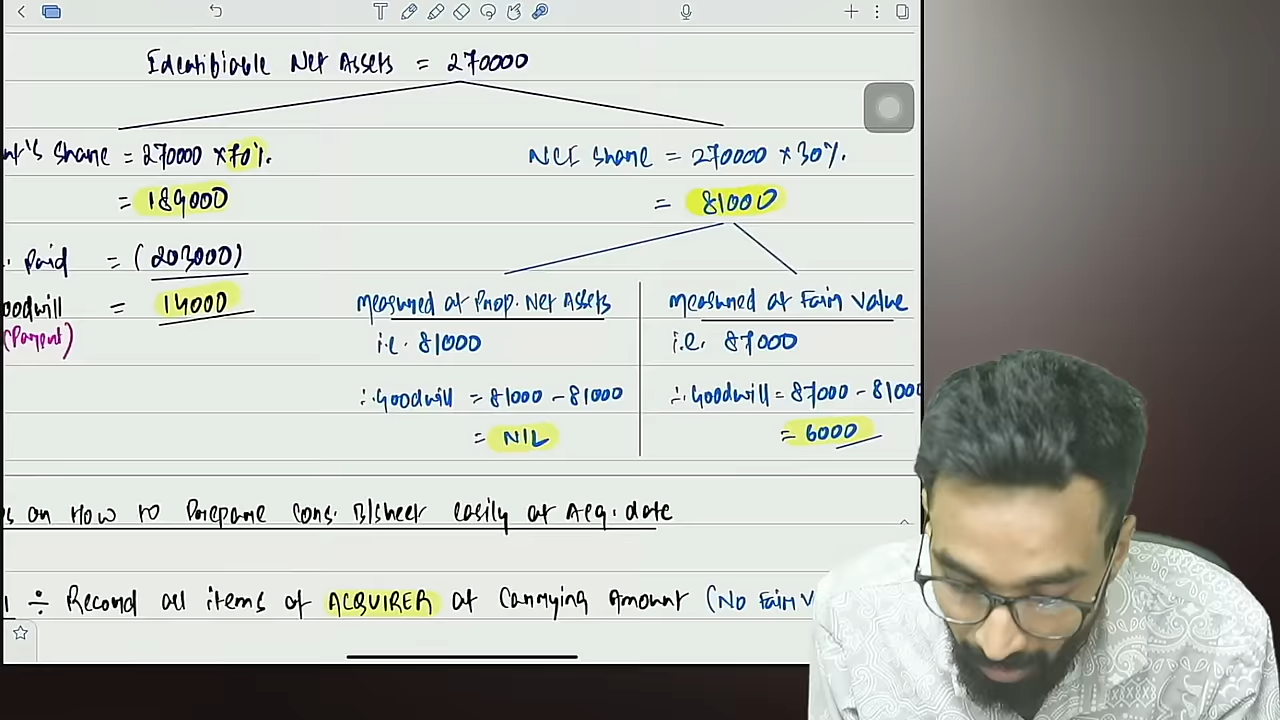 Identifiable Net Assets = 270000
nt's Share = 270000 × 70%.
= 189000
. Paid = (203000)
oodwill = 14000
(Parent)
NCI Share = 270000 × 30%.
= 81000
Measured at Prop. Net Assets
i.e. 81000
∴ Goodwill = 81000 - 81000
= NIL
Measured at Fair Value
i.e. 87000
∴ Goodwill = 87000 - 81000
= 6000
s on How to Prepare Cons. B/Sheet easily at Acq. date
1 ÷ Record all items of ACQUIRER at Carrying Amount (No Fair V